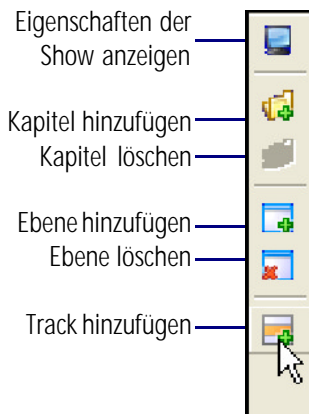 Eigenschaften der
Show anzeigen
Kapitel hinzufügen
Kapitel löschen
Ebene hinzufügen
Ebene löschen
Track hinzufügen